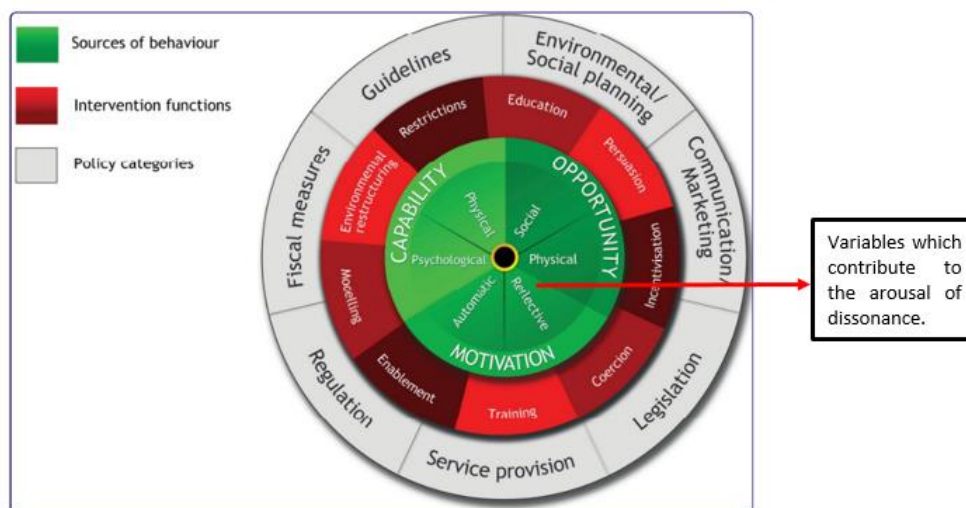 Sources of behaviour
Intervention functions
Policy categories
Guidelines
Environmental/
Social planning
Communication/
Marketing
Legislation
Service provision
Regulation
Fiscal measures
Restrictions
Education
Persuasion
Incentivisation
Coercion
Training
Enablement
Modelling
Environmental
restructuring
CAPABILITY
OPPORTUNITY
MOTIVATION
Physical
Social
Psychological
Physical
Automatic
Reflective
Variables which
contribute to
the arousal of
dissonance.